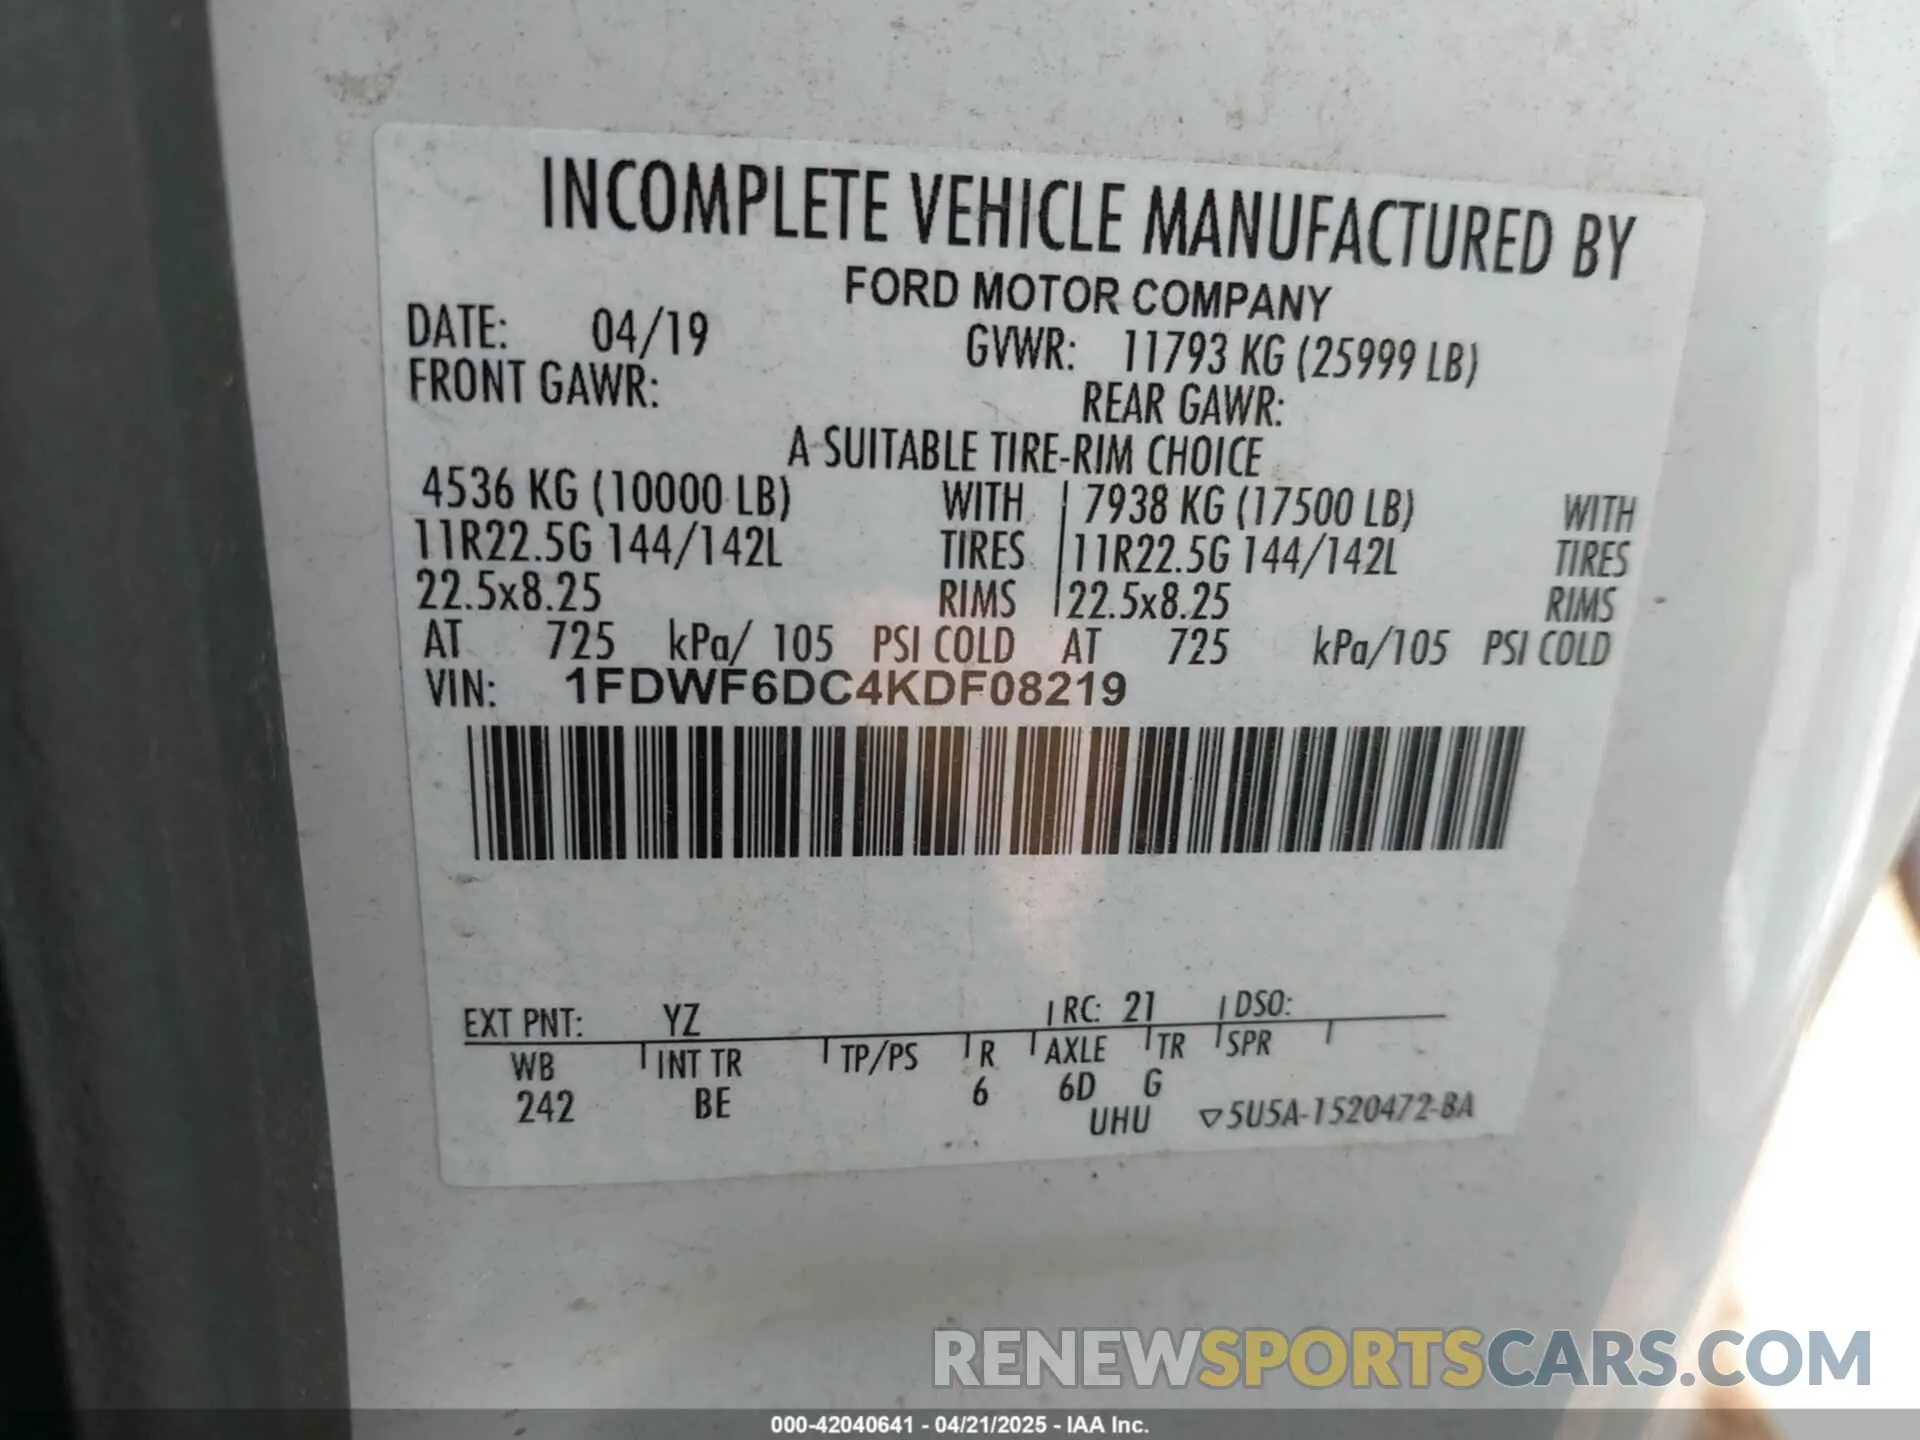 INCOMPLETE VEHICLE MANUFACTURED BY
FORD MOTOR COMPANY
DATE: 04/19 GVWR: 11793 KG (25999 LB)
FRONT GAWR: REAR GAWR:
A SUITABLE TIRE-RIM CHOICE
4536 KG (10000 LB) WITH | 7938 KG (17500 LB) WITH
11R22.5G 144/142L TIRES | 11R22.5G 144/142L TIRES
22.5x8.25 RIMS | 22.5x8.25 RIMS
AT 725 kPa/ 105 PSI COLD AT 725 kPa/105 PSI COLD
VIN: 1FDWF6DC4KDF08219
EXT PNT: YZ | RC: 21 | DSO:
WB | INT TR | TP/PS | R | AXLE | TR | SPR |
242 BE 6 6D G
UHU ▽5U5A-1520472-BA
RENEWSPORTSCARS.COM
000-42040641 - 04/21/2025 - IAA Inc.